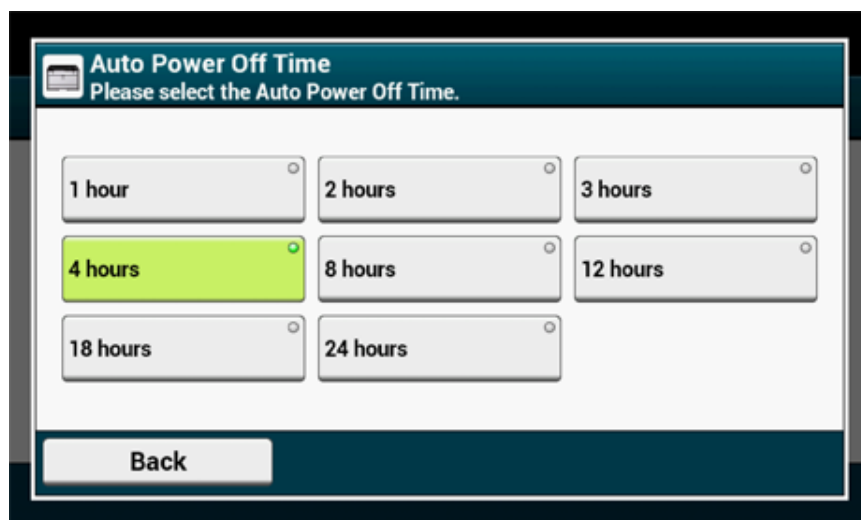 Auto Power Off Time
Please select the Auto Power Off Time.
1 hour
2 hours
3 hours
4 hours
8 hours
12 hours
18 hours
24 hours
Back